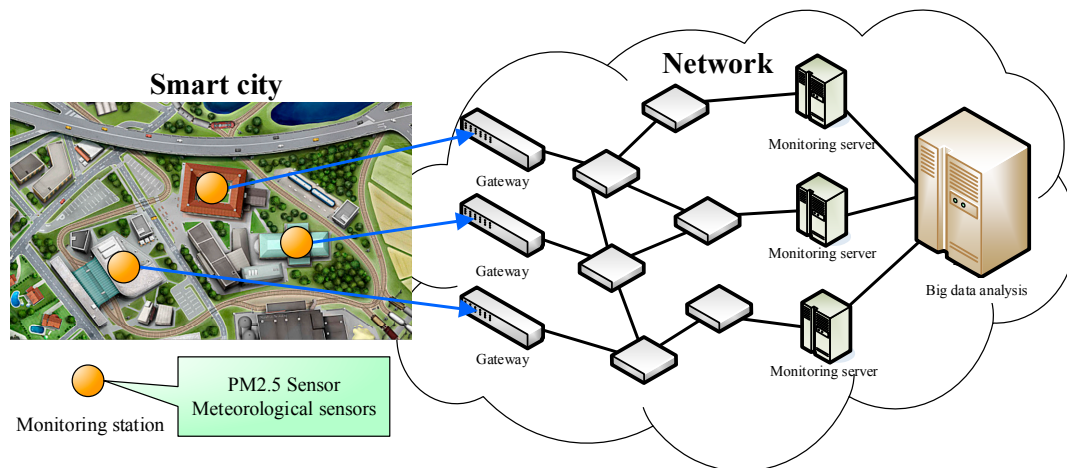 Smart city
Network
Monitoring server
Gateway
Gateway
Monitoring server
Big data analysis
Gateway
Monitoring server
PM2.5 Sensor
Meteorological sensors
Monitoring station